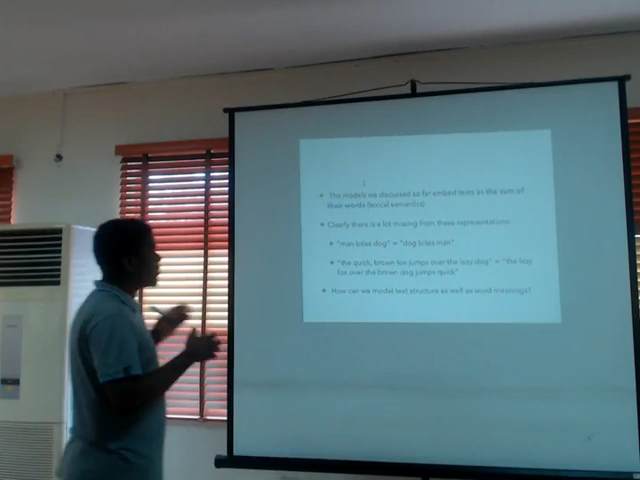 The models we discussed so far embed texts as the sum of
their words (lexical semantics)
Clearly there is a lot missing from these representations:
"man bites dog" = "dog bites man"
"the quick, brown fox jumps over the lazy dog" = "the lazy
fox over the brown dog jumps quick"
How can we model text structure as well as word meanings?